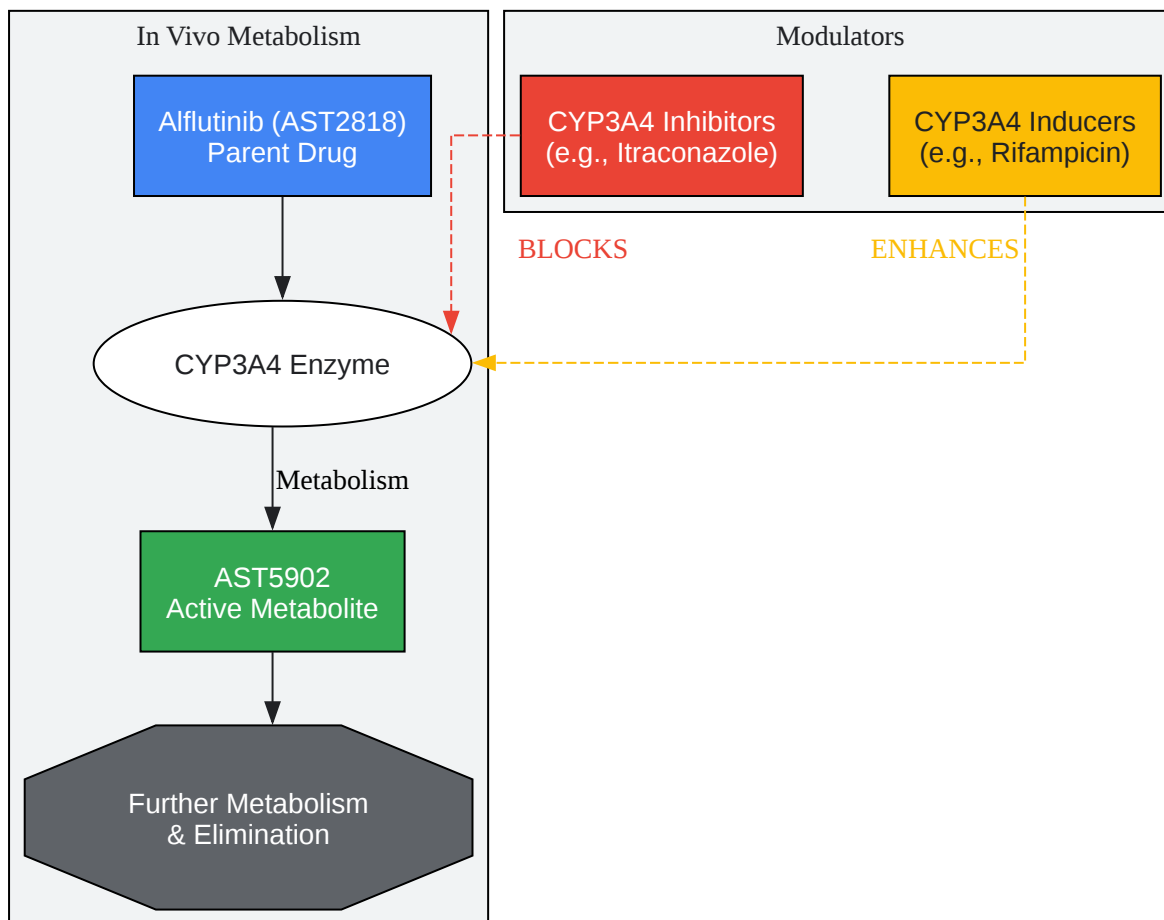 In Vivo Metabolism
Alflutinib (AST2818)
Parent Drug
CYP3A4 Enzyme
Metabolism
AST5902
Active Metabolite
Further Metabolism
& Elimination
Modulators
CYP3A4 Inhibitors
(e.g., Itraconazole)
CYP3A4 Inducers
(e.g., Rifampicin)
BLOCKS
ENHANCES